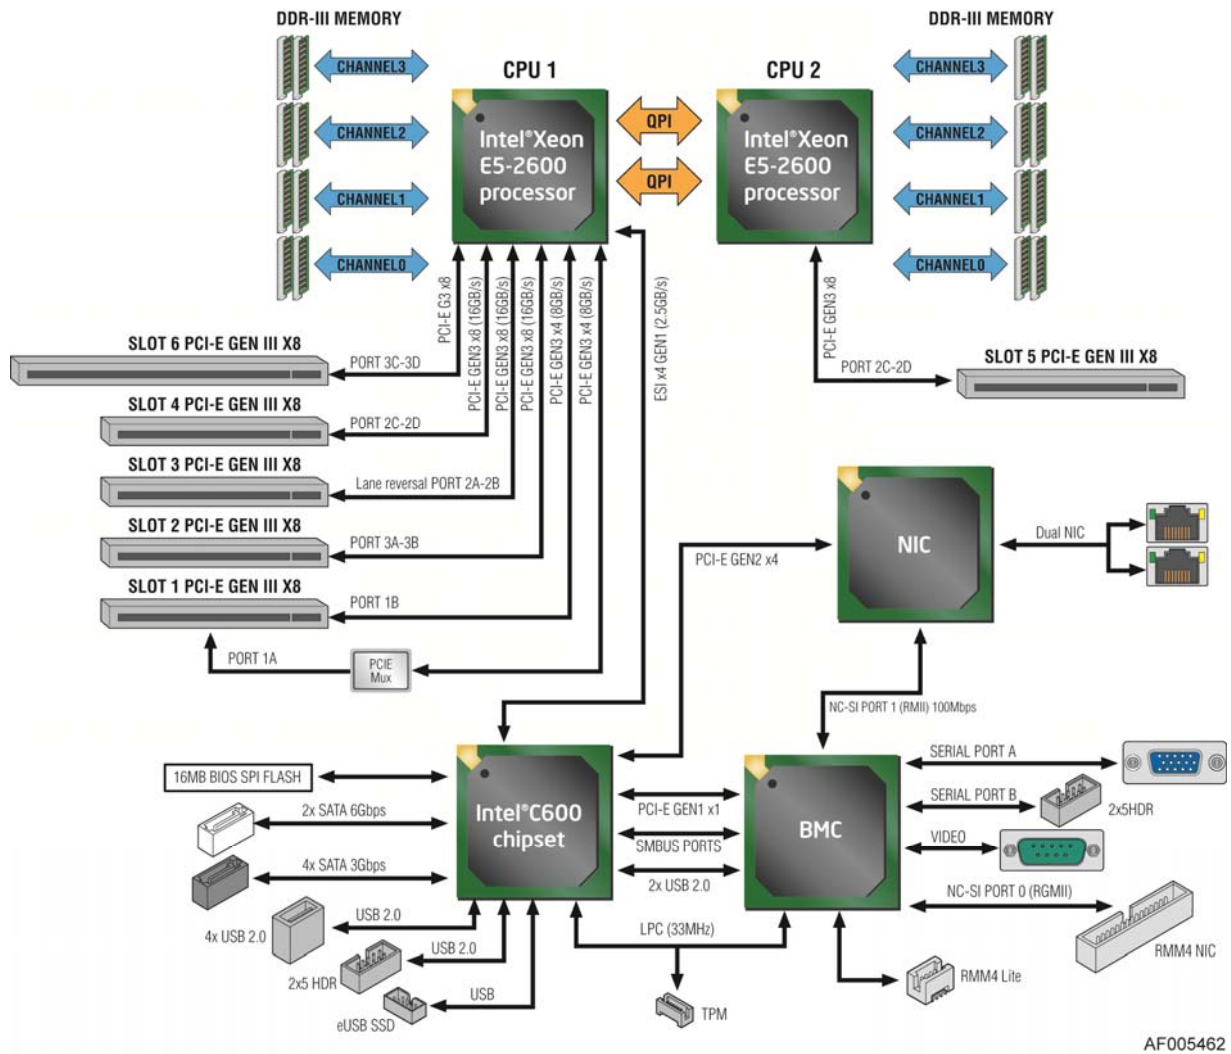 DDR-III MEMORY
DDR-III MEMORY
CPU 1
CPU 2
CHANNEL3
CHANNEL2
CHANNEL1
CHANNEL0
Intel®Xeon
E5-2600
processor
QPI
QPI
Intel®Xeon
E5-2600
processor
CHANNEL3
CHANNEL2
CHANNEL1
CHANNEL0
PCI-E G3 x8
PCI-E GEN3 x8 (16GB/s)
PCI-E GEN3 x8 (16GB/s)
PCI-E GEN3 x8 (16GB/s)
PCI-E GEN3 x4 (8GB/s)
PCI-E GEN3 x4 (8GB/s)
ESI x4 GEN1 (2.5GB/s)
PCI-E GEN3 x8
SLOT 6 PCI-E GEN III X8
PORT 3C-3D
PORT 2C-2D
SLOT 5 PCI-E GEN III X8
SLOT 4 PCI-E GEN III X8
PORT 2C-2D
SLOT 3 PCI-E GEN III X8
Lane reversal PORT 2A-2B
SLOT 2 PCI-E GEN III X8
PORT 3A-3B
SLOT 1 PCI-E GEN III X8
PORT 1B
PORT 1A
PCIE
Mux
PCI-E GEN2 x4
NIC
Dual NIC
NC-SI PORT 1 (RMII) 100Mbps
16MB BIOS SPI FLASH
2x SATA 6Gbps
4x SATA 3Gbps
Intel®C600
chipset
PCI-E GEN1 x1
SMBUS PORTS
2x USB 2.0
BMC
SERIAL PORT A
SERIAL PORT B
2x5HDR
VIDEO
NC-SI PORT 0 (RGMII)
RMM4 NIC
USB 2.0
4x USB 2.0
USB 2.0
2x5 HDR
USB
eUSB SSD
LPC (33MHz)
TPM
RMM4 Lite
AF005462